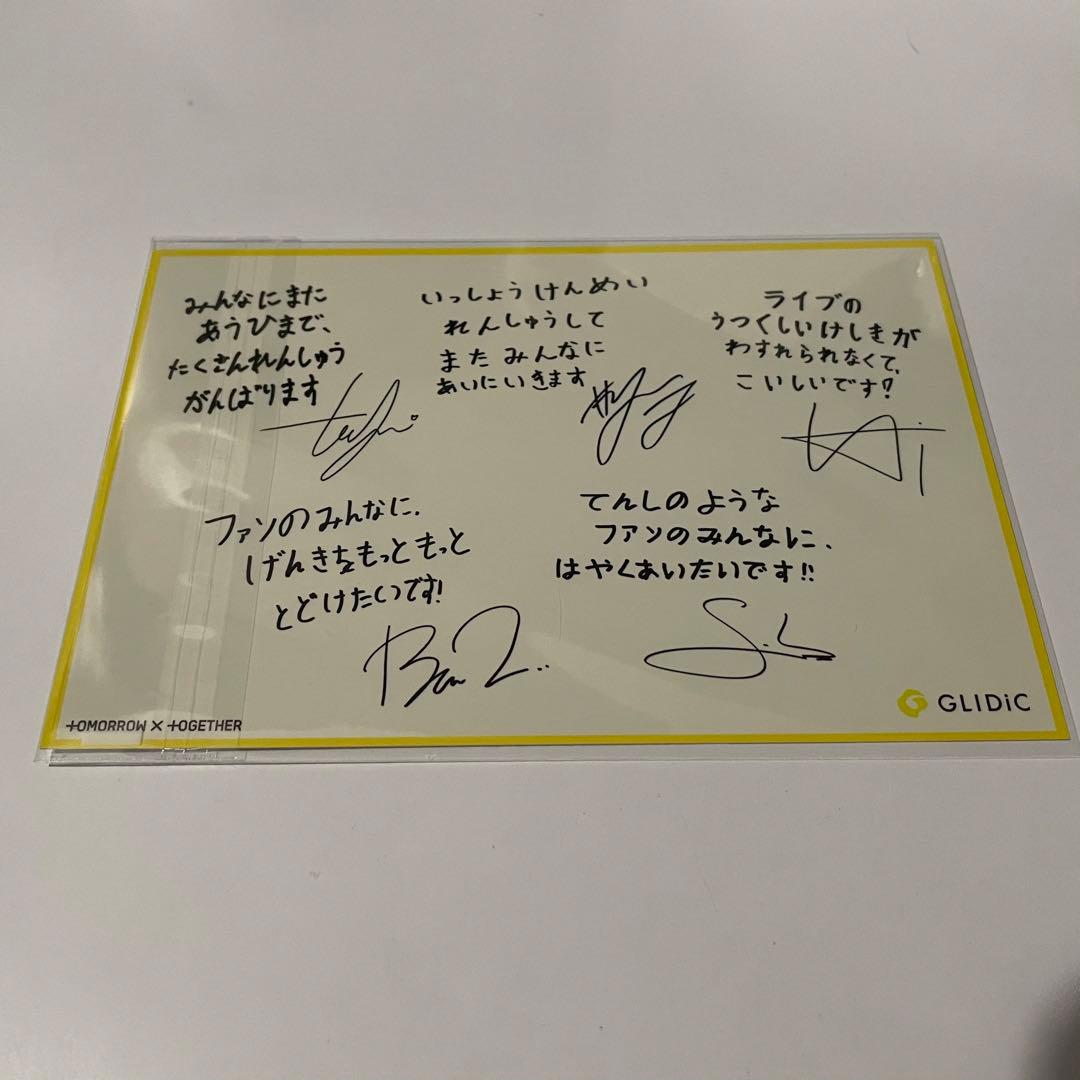 みんなにまた
あうひまで、
たくさんれんしゅう
がんばります
いっしょうけんめい
れんしゅうして
またみんなに
あいにいきます
ライブの
うつくしいけしきが
わすれられなくて、
こいしいです?
ファンのみんなに、
げんきをもっともっと
とどけたいです!
てんしのような
ファンのみんなに、
はやくあいたいです!!
TOMORROW X TOGETHER
GLIDiC